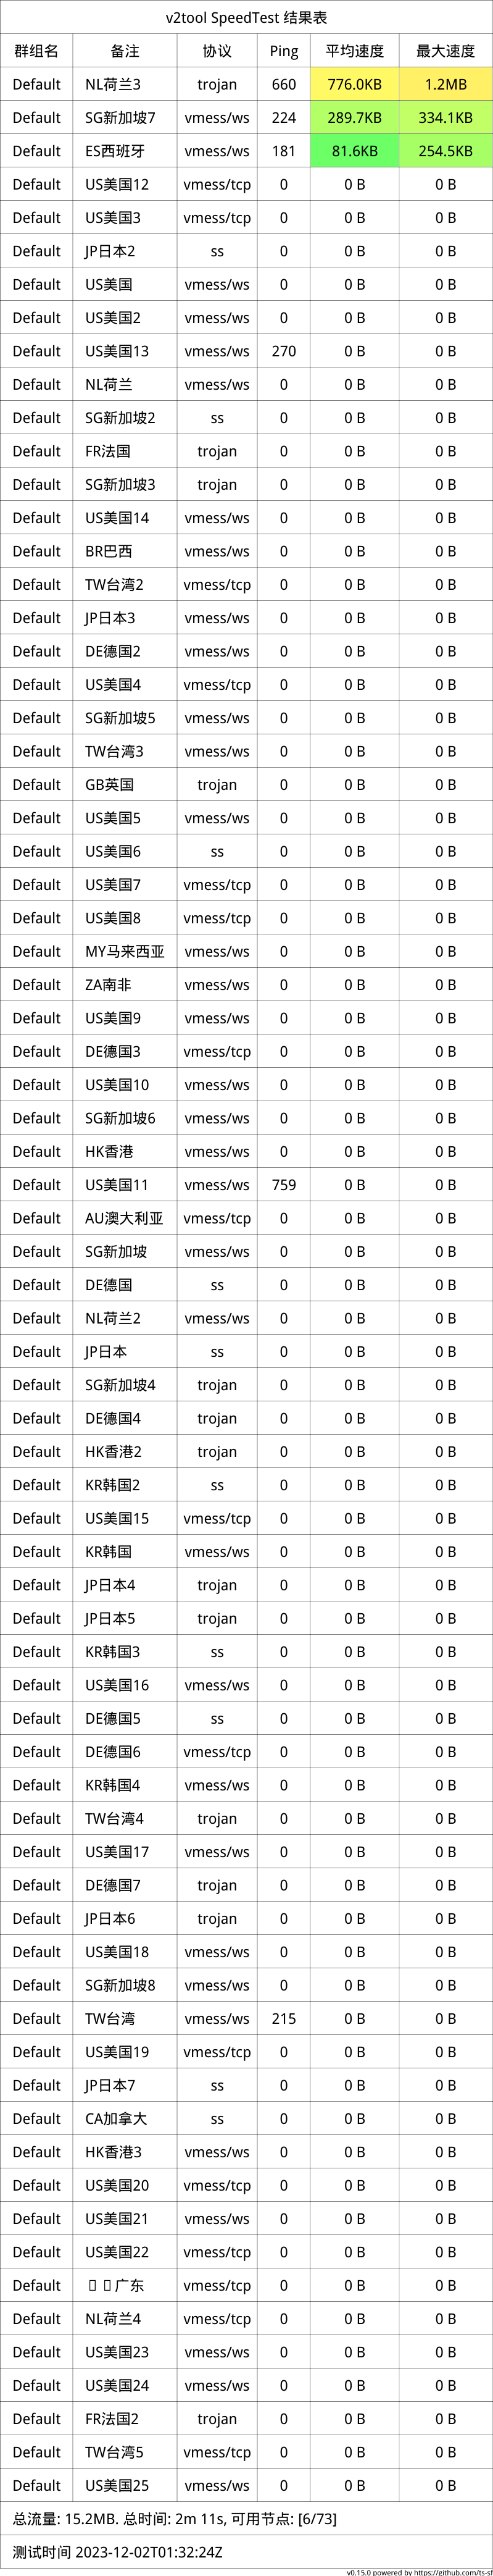 v2tool SpeedTest 结果表
群组名 备注 协议 Ping 平均速度 最大速度
Default NL荷兰3 trojan 660 776.0KB 1.2MB
Default SG新加坡7 vmess/ws 224 289.7KB 334.1KB
Default ES西班牙 vmess/ws 181 81.6KB 254.5KB
Default US美国12 vmess/tcp 0 0 B 0 B
Default US美国3 vmess/tcp 0 0 B 0 B
Default JP日本2 ss 0 0 B 0 B
Default US美国 vmess/ws 0 0 B 0 B
Default US美国2 vmess/ws 0 0 B 0 B
Default US美国13 vmess/ws 270 0 B 0 B
Default NL荷兰 vmess/ws 0 0 B 0 B
Default SG新加坡2 ss 0 0 B 0 B
Default FR法国 trojan 0 0 B 0 B
Default SG新加坡3 trojan 0 0 B 0 B
Default US美国14 vmess/ws 0 0 B 0 B
Default BR巴西 vmess/ws 0 0 B 0 B
Default TW台湾2 vmess/tcp 0 0 B 0 B
Default JP日本3 vmess/ws 0 0 B 0 B
Default DE德国2 vmess/ws 0 0 B 0 B
Default US美国4 vmess/tcp 0 0 B 0 B
Default SG新加坡5 vmess/ws 0 0 B 0 B
Default TW台湾3 vmess/ws 0 0 B 0 B
Default GB英国 trojan 0 0 B 0 B
Default US美国5 vmess/ws 0 0 B 0 B
Default US美国6 ss 0 0 B 0 B
Default US美国7 vmess/tcp 0 0 B 0 B
Default US美国8 vmess/tcp 0 0 B 0 B
Default MY马来西亚 vmess/ws 0 0 B 0 B
Default ZA南非 vmess/ws 0 0 B 0 B
Default US美国9 vmess/ws 0 0 B 0 B
Default DE德国3 vmess/tcp 0 0 B 0 B
Default US美国10 vmess/ws 0 0 B 0 B
Default SG新加坡6 vmess/ws 0 0 B 0 B
Default HK香港 vmess/ws 0 0 B 0 B
Default US美国11 vmess/ws 759 0 B 0 B
Default AU澳大利亚 vmess/tcp 0 0 B 0 B
Default SG新加坡 vmess/ws 0 0 B 0 B
Default DE德国 ss 0 0 B 0 B
Default NL荷兰2 vmess/ws 0 0 B 0 B
Default JP日本 ss 0 0 B 0 B
Default SG新加坡4 trojan 0 0 B 0 B
Default DE德国4 trojan 0 0 B 0 B
Default HK香港2 trojan 0 0 B 0 B
Default KR韩国2 ss 0 0 B 0 B
Default US美国15 vmess/tcp 0 0 B 0 B
Default KR韩国 vmess/ws 0 0 B 0 B
Default JP日本4 trojan 0 0 B 0 B
Default JP日本5 trojan 0 0 B 0 B
Default KR韩国3 ss 0 0 B 0 B
Default US美国16 vmess/ws 0 0 B 0 B
Default DE德国5 ss 0 0 B 0 B
Default DE德国6 vmess/tcp 0 0 B 0 B
Default KR韩国4 vmess/ws 0 0 B 0 B
Default TW台湾4 trojan 0 0 B 0 B
Default US美国17 vmess/ws 0 0 B 0 B
Default DE德国7 trojan 0 0 B 0 B
Default JP日本6 trojan 0 0 B 0 B
Default US美国18 vmess/ws 0 0 B 0 B
Default SG新加坡8 vmess/ws 0 0 B 0 B
Default TW台湾 vmess/ws 215 0 B 0 B
Default US美国19 vmess/tcp 0 0 B 0 B
Default JP日本7 ss 0 0 B 0 B
Default CA加拿大 ss 0 0 B 0 B
Default HK香港3 vmess/ws 0 0 B 0 B
Default US美国20 vmess/tcp 0 0 B 0 B
Default US美国21 vmess/ws 0 0 B 0 B
Default US美国22 vmess/tcp 0 0 B 0 B
Default 广东 vmess/tcp 0 0 B 0 B
Default NL荷兰4 vmess/tcp 0 0 B 0 B
Default US美国23 vmess/ws 0 0 B 0 B
Default US美国24 vmess/ws 0 0 B 0 B
Default FR法国2 trojan 0 0 B 0 B
Default TW台湾5 vmess/tcp 0 0 B 0 B
Default US美国25 vmess/ws 0 0 B 0 B
总流量: 15.2MB. 总时间: 2m 11s, 可用节点: [6/73]
测试时间 2023-12-02T01:32:24Z
v0.15.0 powered by https://github.com/ts-sf